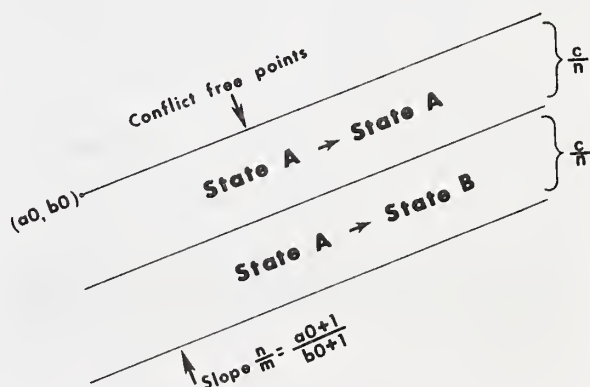 Conflict free points
c/n
State A → State A
(a0, b0)
c/n
State A → State B
Slope n/m = a0+1/b0+1